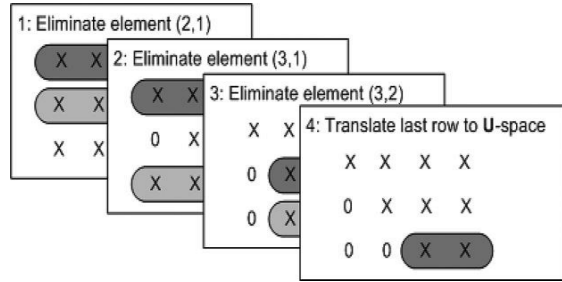 1: Eliminate element (2,1)
X X
X X
X X
2: Eliminate element (3,1)
X X
0 X
X X
3: Eliminate element (3,2)
X X
0 X
0 X
4: Translate last row to U-space
X X X X
0 X X X
0 0 X X